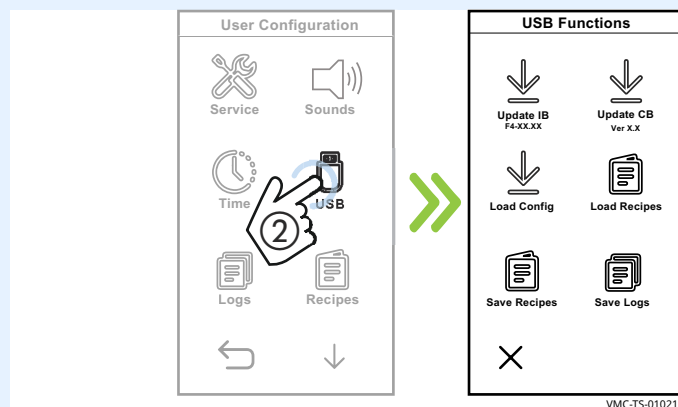 User Configuration
Service
Sounds
Time
USB
2
Logs
Recipes
USB Functions
Update IB
F4-XX.XX
Update CB
Ver X.X
Load Config
Load Recipes
Save Recipes
Save Logs
VMC-TS-01021